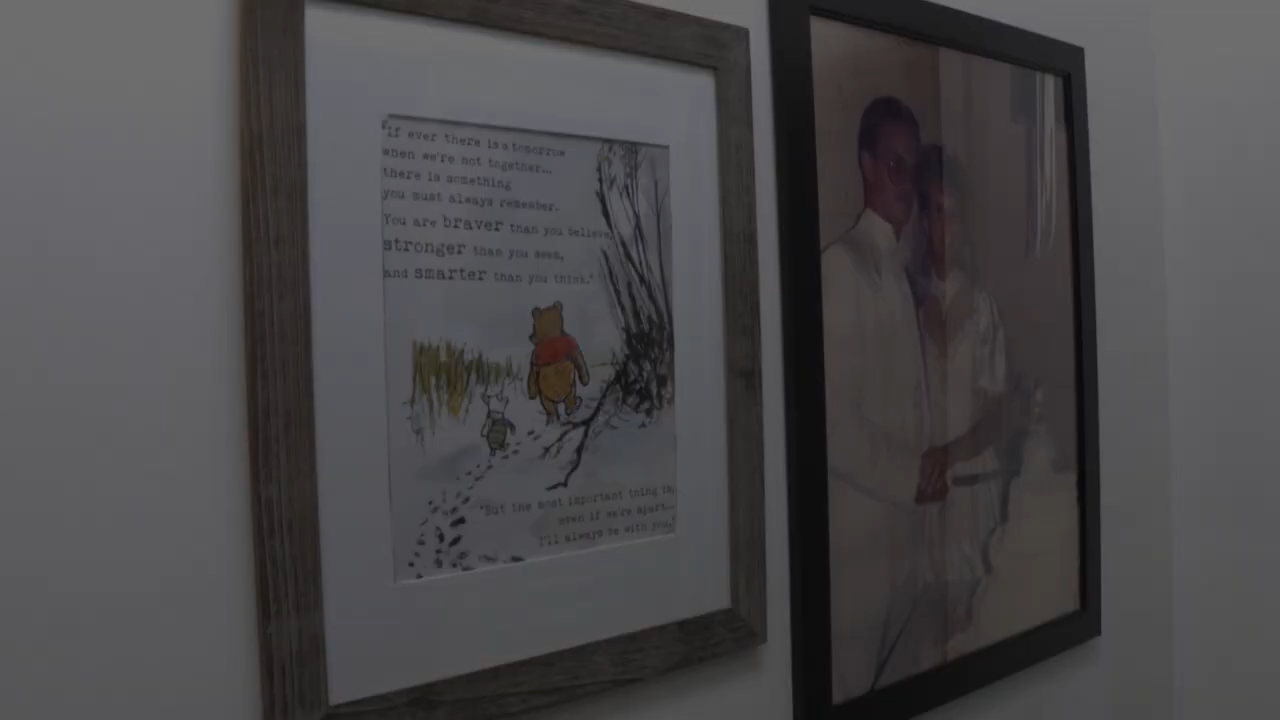 "If ever there is a tomorrow
when we're not together...
there is something
you must always remember.
You are braver than you believe,
stronger than you seem,
and smarter than you think."
"But the most important thing is,
even if we're apart...
I'll always be with you."